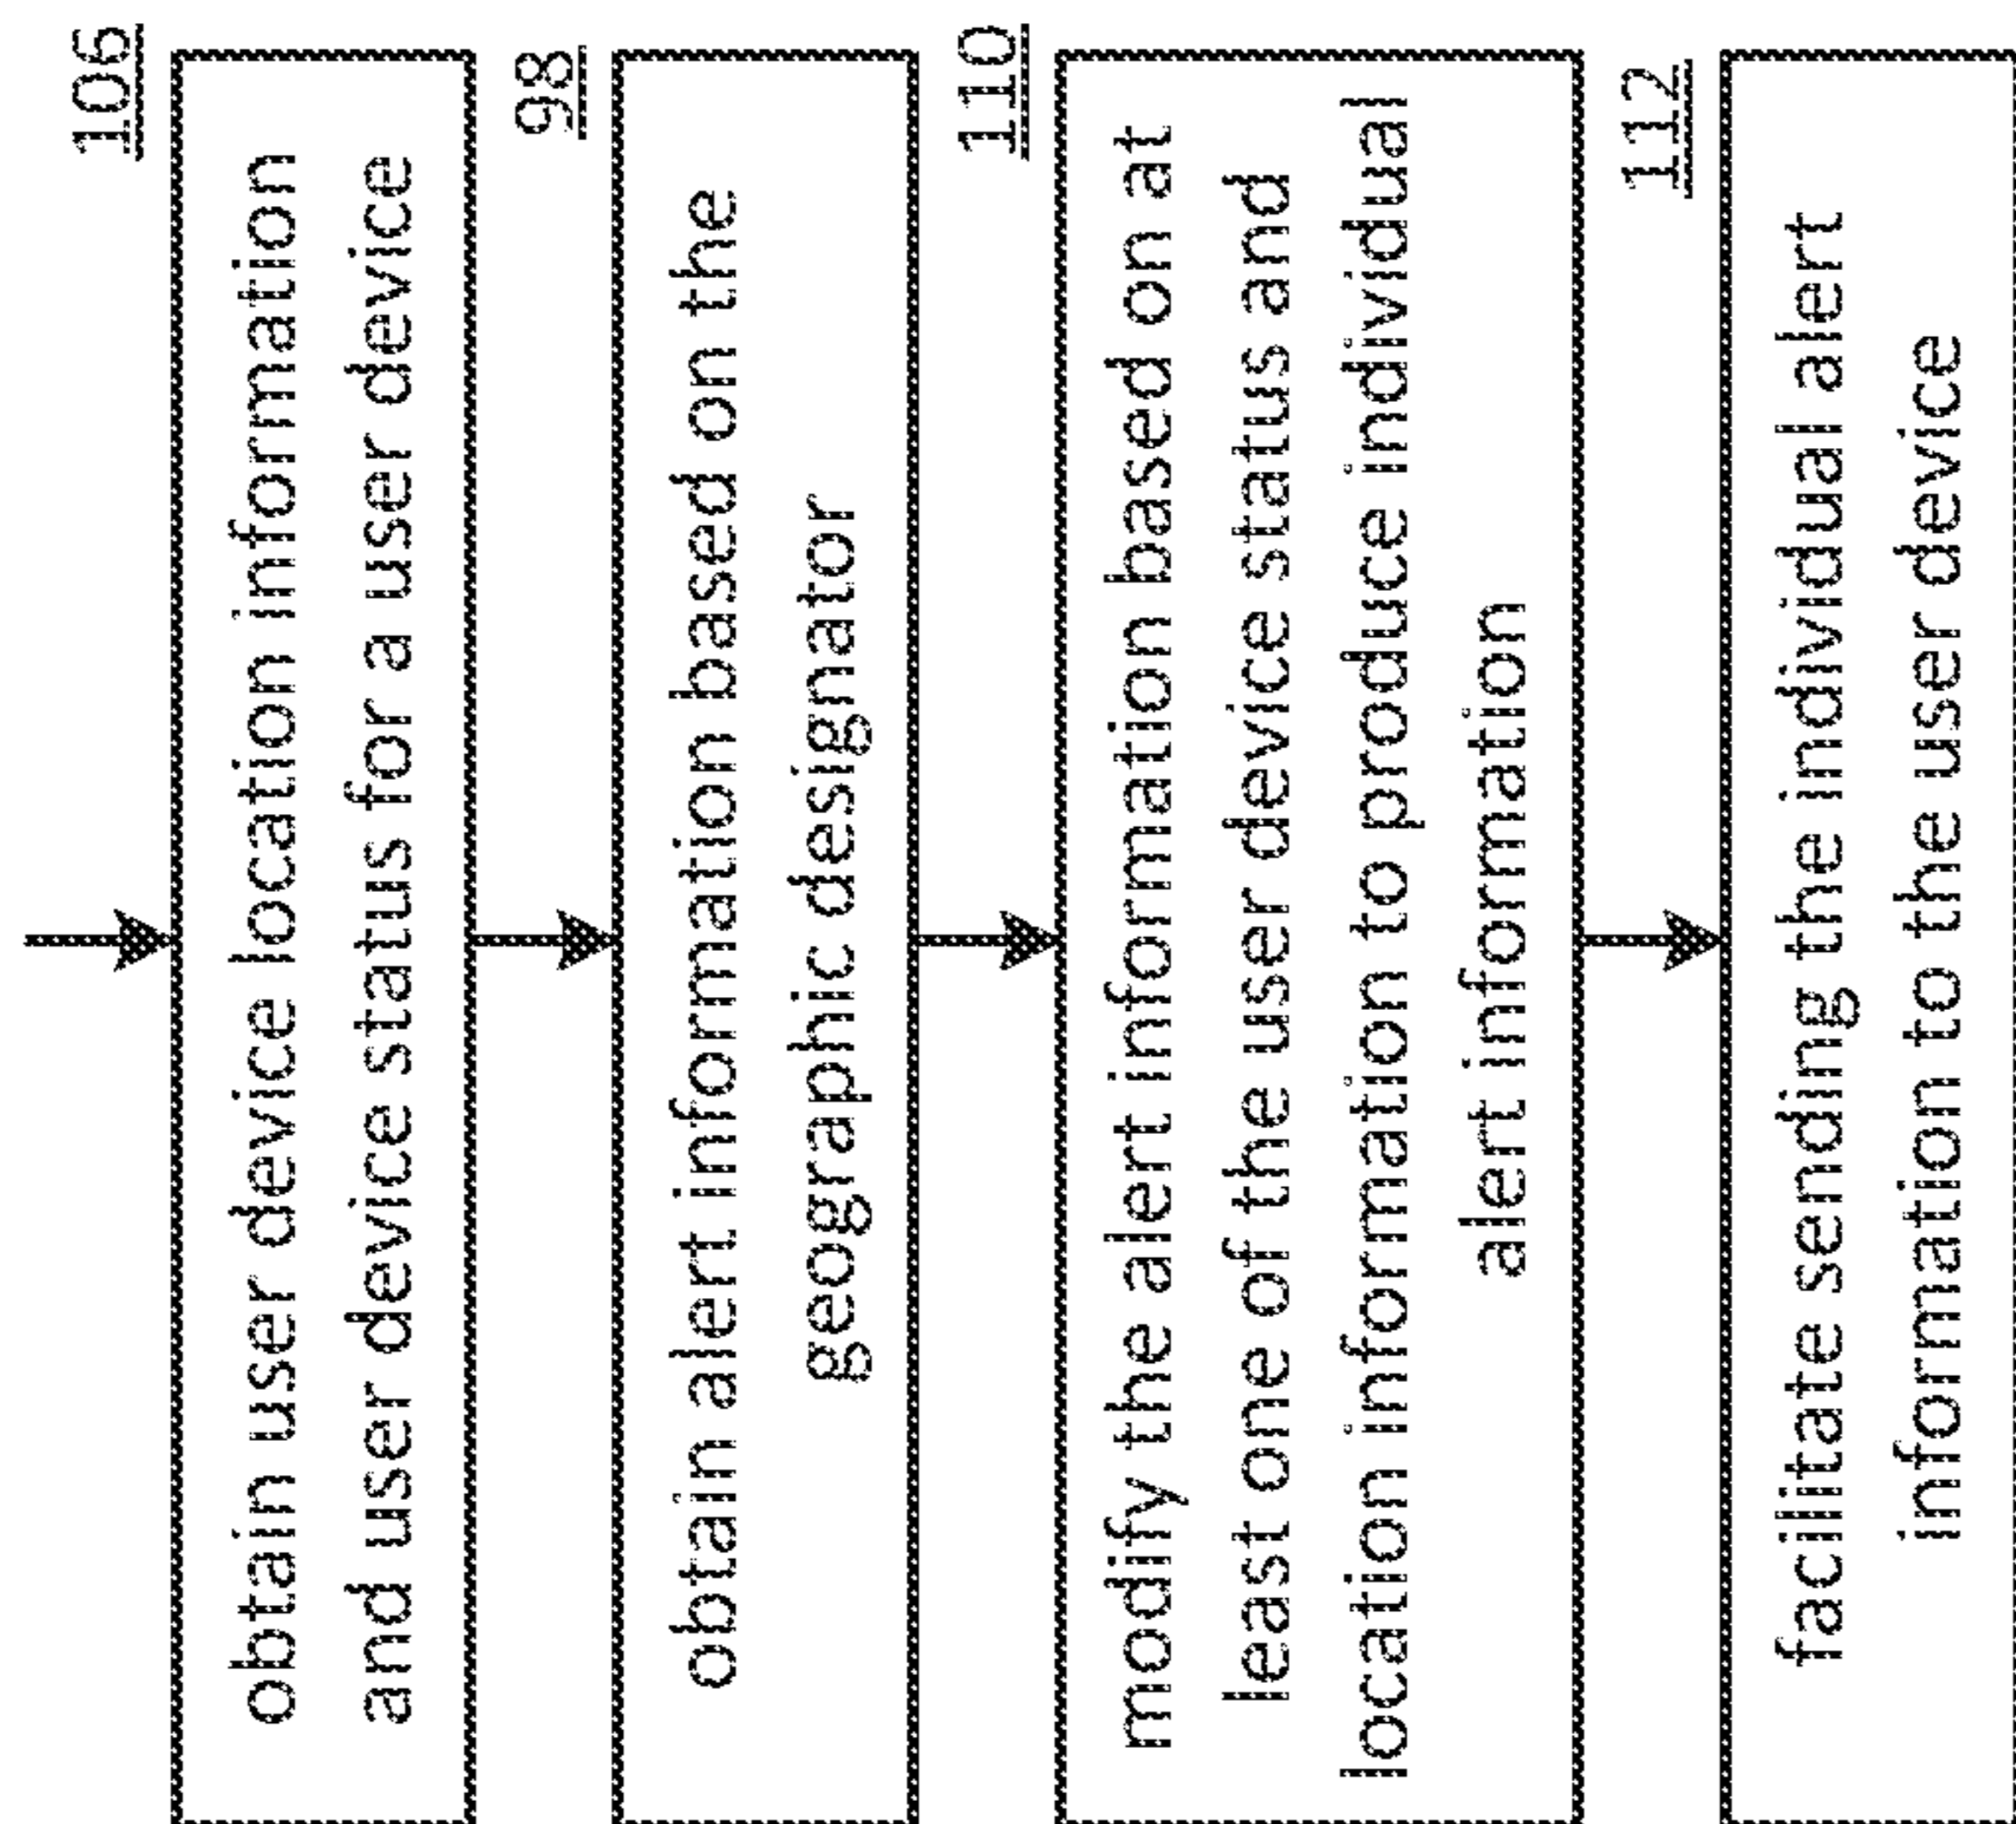 106
obtain user device location information
and user device status for a user device
98
obtain alert information based on the
geographic designator
110
modify the alert information based on at
least one of the user device status and
location information to produce individual
alert information
112
facilitate sending the individual alert
information to the user device